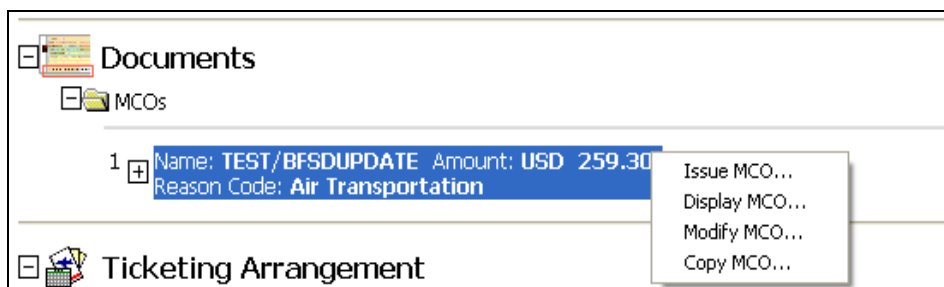 Documents
MCOs
1 Name: TEST/BFSDUPDATE Amount: USD 259.30
Reason Code: Air Transportation
Issue MCO...
Display MCO...
Modify MCO...
Copy MCO...
Ticketing Arrangement